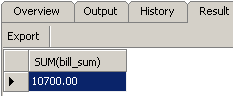 Overview Output History Result
Export
SUM(bill_sum)
10700.00